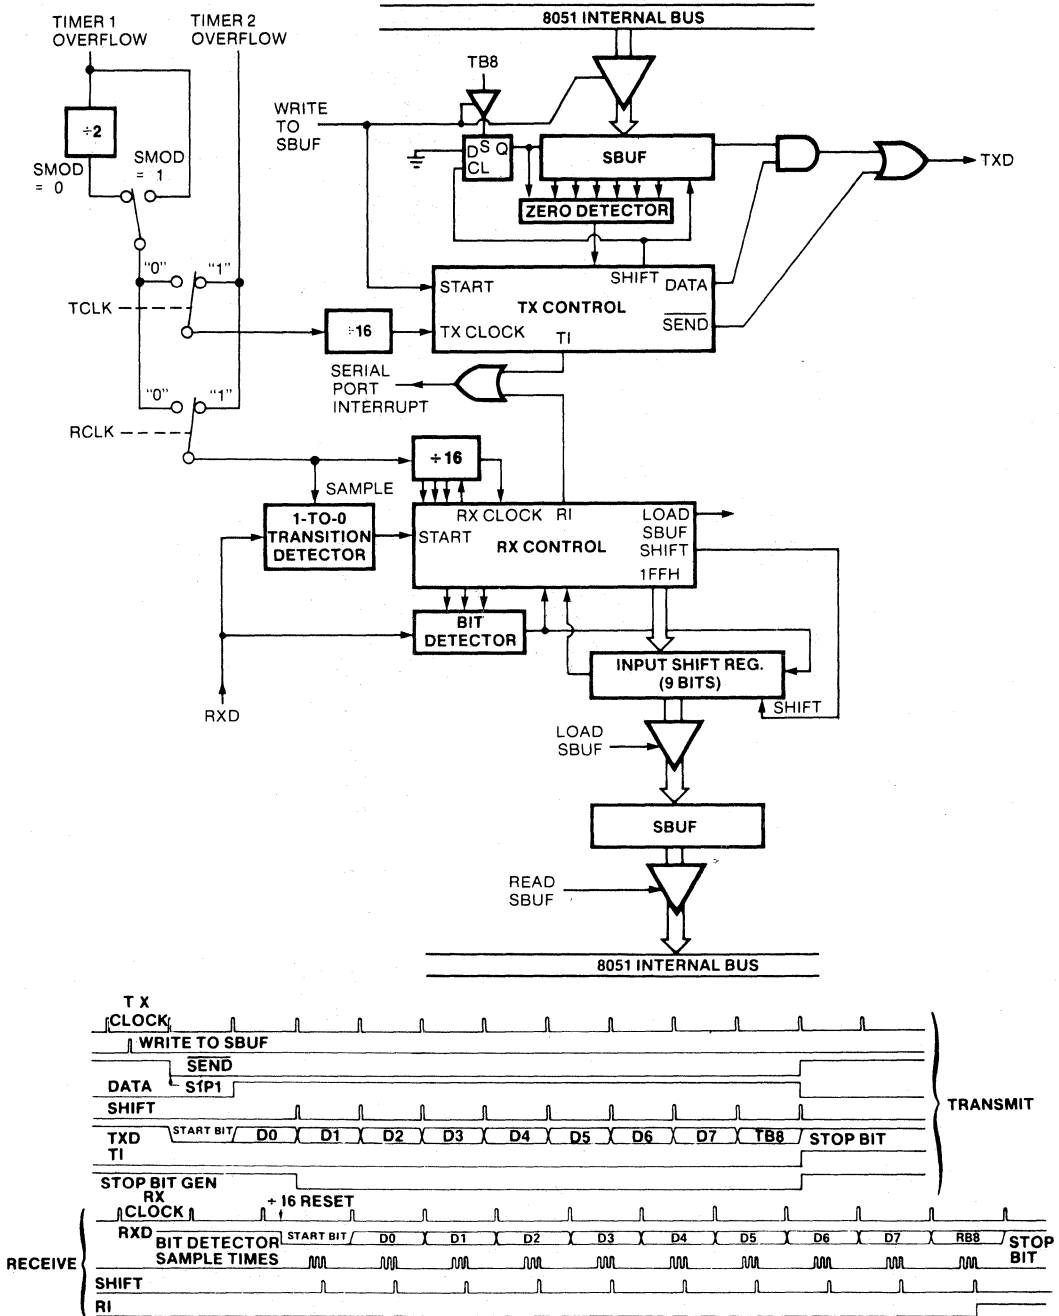 TIMER 1
OVERFLOW
TIMER 2
OVERFLOW
8051 INTERNAL BUS
TB8
WRITE
TO
SBUF
÷2
SMOD
= 0
SMOD
= 1
D S Q
CL
SBUF
TXD
ZERO DETECTOR
"0"
"1"
TCLK
START
SHIFT
DATA
TX CONTROL
SEND
÷16
TX CLOCK
TI
SERIAL
PORT
INTERRUPT
"0"
"1"
RCLK
÷16
SAMPLE
1-TO-0
TRANSITION
DETECTOR
RX CLOCK
RI
LOAD
SBUF
START
RX CONTROL
SHIFT
1FFH
BIT
DETECTOR
INPUT SHIFT REG.
(9 BITS)
RXD
SHIFT
LOAD
SBUF
SBUF
READ
SBUF
8051 INTERNAL BUS
TX
CLOCK
WRITE TO SBUF
SEND
DATA
S1P1
SHIFT
TRANSMIT
TXD
START BIT D0 D1 D2 D3 D4 D5 D6 D7 TB8 STOP BIT
TI
STOP BIT GEN
RX
CLOCK
÷ 16 RESET
RXD
START BIT D0 D1 D2 D3 D4 D5 D6 D7 RB8 STOP
BIT
BIT DETECTOR
SAMPLE TIMES
RECEIVE
SHIFT
RI